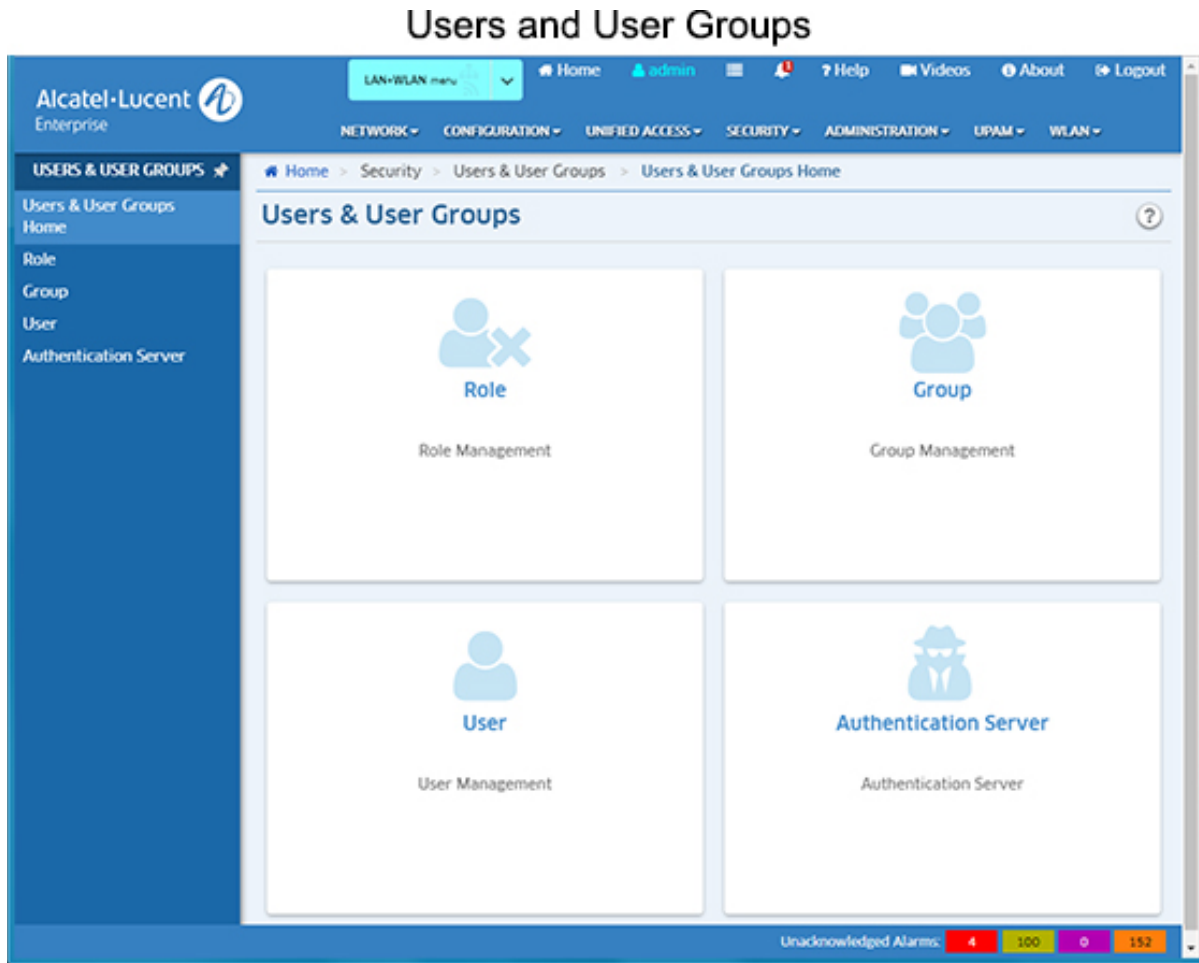 Users and User Groups
LAN+WLAN menu
Home admin ? Help Videos About Logout
Alcatel·Lucent
Enterprise
NETWORK CONFIGURATION UNIFIED ACCESS SECURITY ADMINISTRATION UPAM WLAN
USERS & USER GROUPS
Home > Security > Users & User Groups > Users & User Groups Home
Users & User Groups
Home
Role
Group
User
Authentication Server
Users & User Groups
?
Role
Role Management
Group
Group Management
User
User Management
Authentication Server
Authentication Server
Unacknowledged Alarms: 4 100 0 152